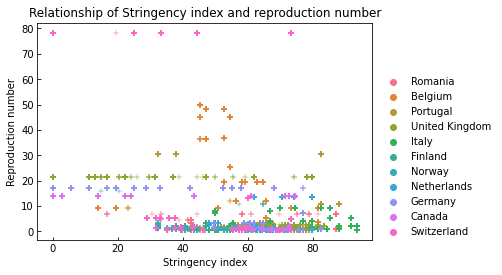 Relationship of Stringency index and reproduction number
80
70
60
50
40
30
20
10
0
Reproduction number
0 20 40 60 80
Stringency index
Romania
Belgium
Portugal
United Kingdom
Italy
Finland
Norway
Netherlands
Germany
Canada
Switzerland